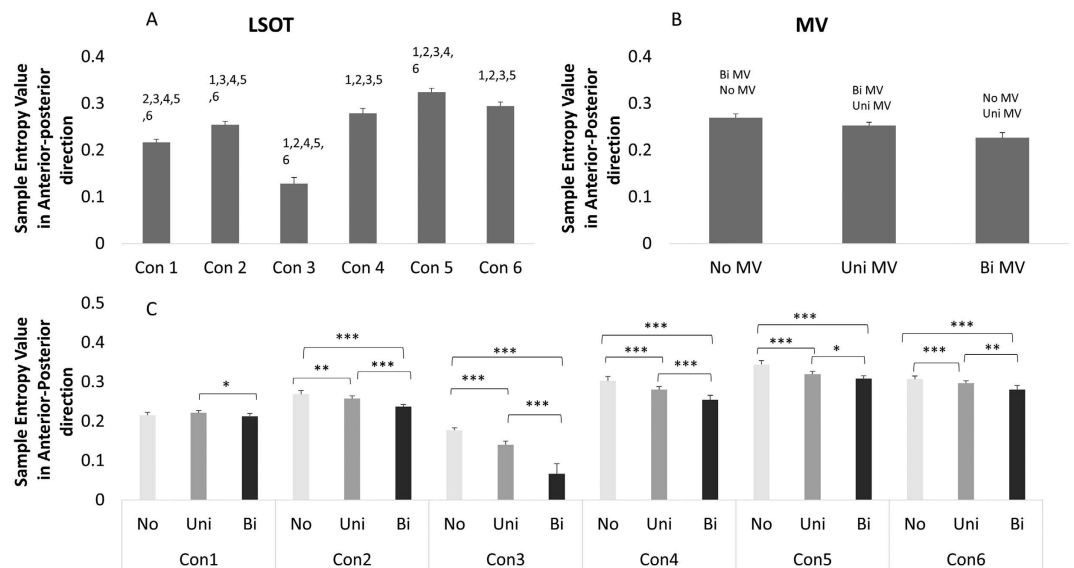 A
LSOT
Sample Entropy Value
in Anterior-posterior
direction
0.4
0.3
0.2
0.1
0
2,3,4,5
,6
1,3,4,5
,6
1,2,4,5,
6
1,2,3,5
1,2,3,4,
6
1,2,3,5
Con 1 Con 2 Con 3 Con 4 Con 5 Con 6
B
MV
Sample Entropy Value
in Anterior-Posterior
direction
0.4
0.3
0.2
0.1
0
Bi MV
No MV
Bi MV
Uni MV
No MV
Uni MV
No MV Uni MV Bi MV
C
Sample Entropy Value
in Anterior-Posterior
direction
0.5
0.4
0.3
0.2
0.1
0
*
***
** ***
***
***
***
***
*** ***
***
*** *
***
*** **
No Uni Bi No Uni Bi No Uni Bi No Uni Bi No Uni Bi No Uni Bi
Con1 Con2 Con3 Con4 Con5 Con6